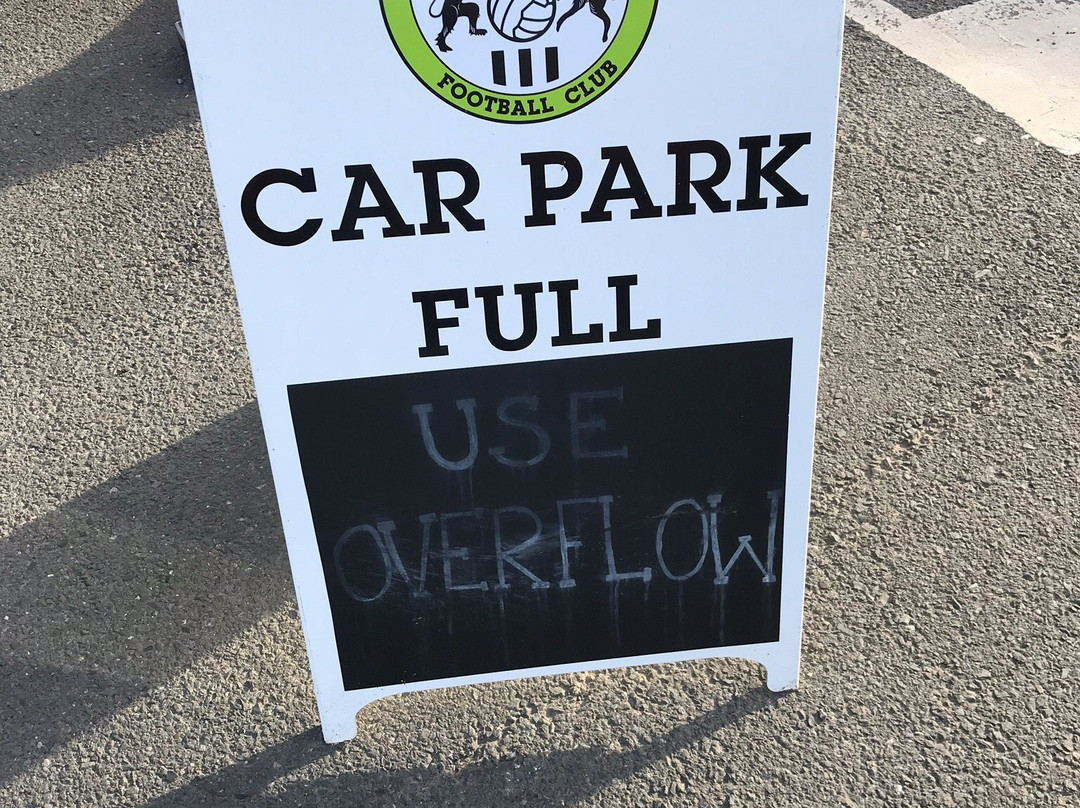 FOOTBALL CLUB
CAR PARK
FULL
USE
OVERFLOW